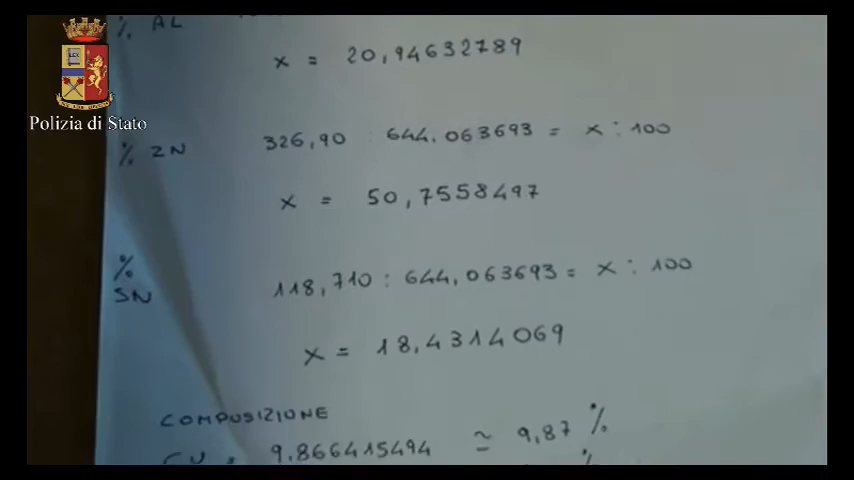 % AL
x = 20,94632789
Polizia di Stato
% ZN 326,90 : 644,063693 = x : 100
x = 50,7558497
% SN 118,710 : 644,063693 = x : 100
x = 18,4314069
COMPOSIZIONE
CU = 9,866415494 ≃ 9,87 %
%